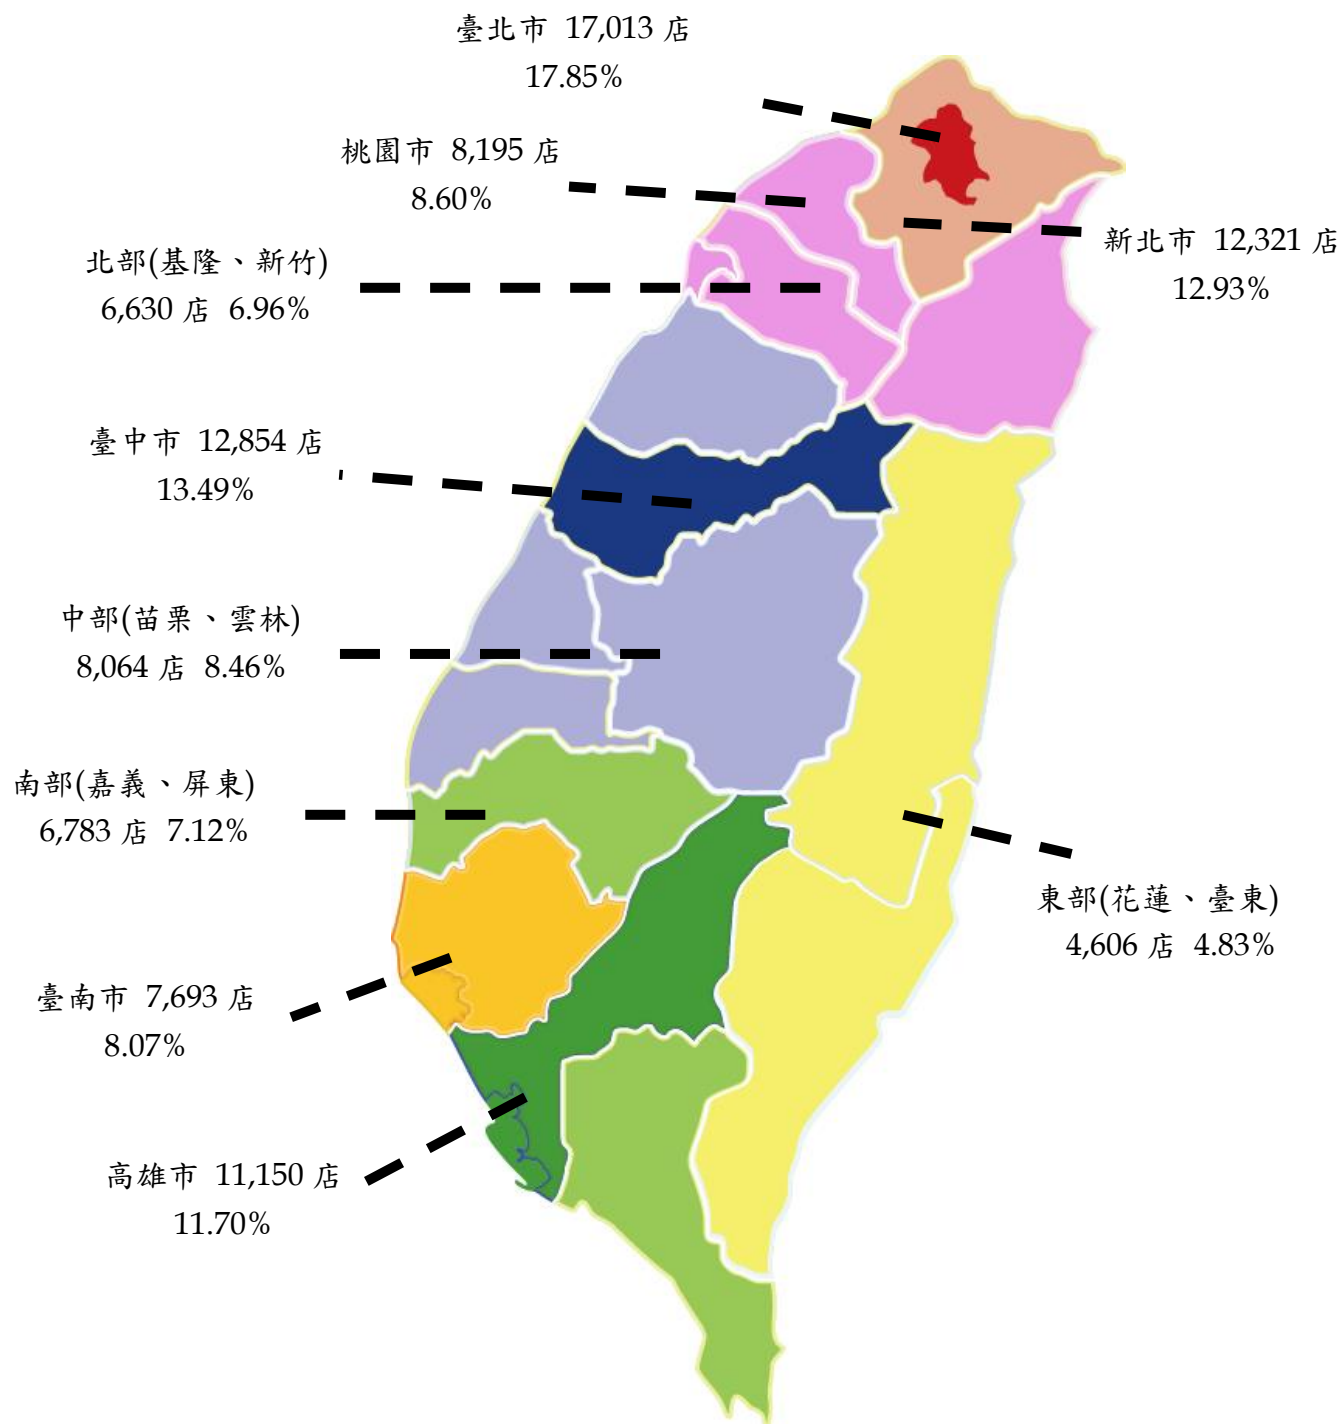 臺北市 17,013 店
17.85%
桃園市 8,195 店
8.60%
新北市 12,321 店
12.93%
北部(基隆、新竹)
6,630 店 6.96%
臺中市 12,854 店
13.49%
中部(苗栗、雲林)
8,064 店 8.46%
南部(嘉義、屏東)
6,783 店 7.12%
東部(花蓮、臺東)
4,606 店 4.83%
臺南市 7,693 店
8.07%
高雄市 11,150 店
11.70%